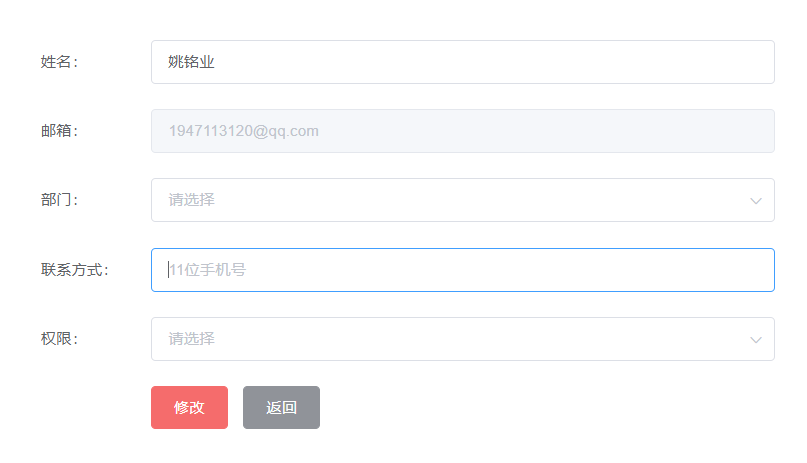 姓名： 姚铭业
邮箱： 1947113120@qq.com
部门： 请选择
联系方式： 11位手机号
权限： 请选择
修改 返回